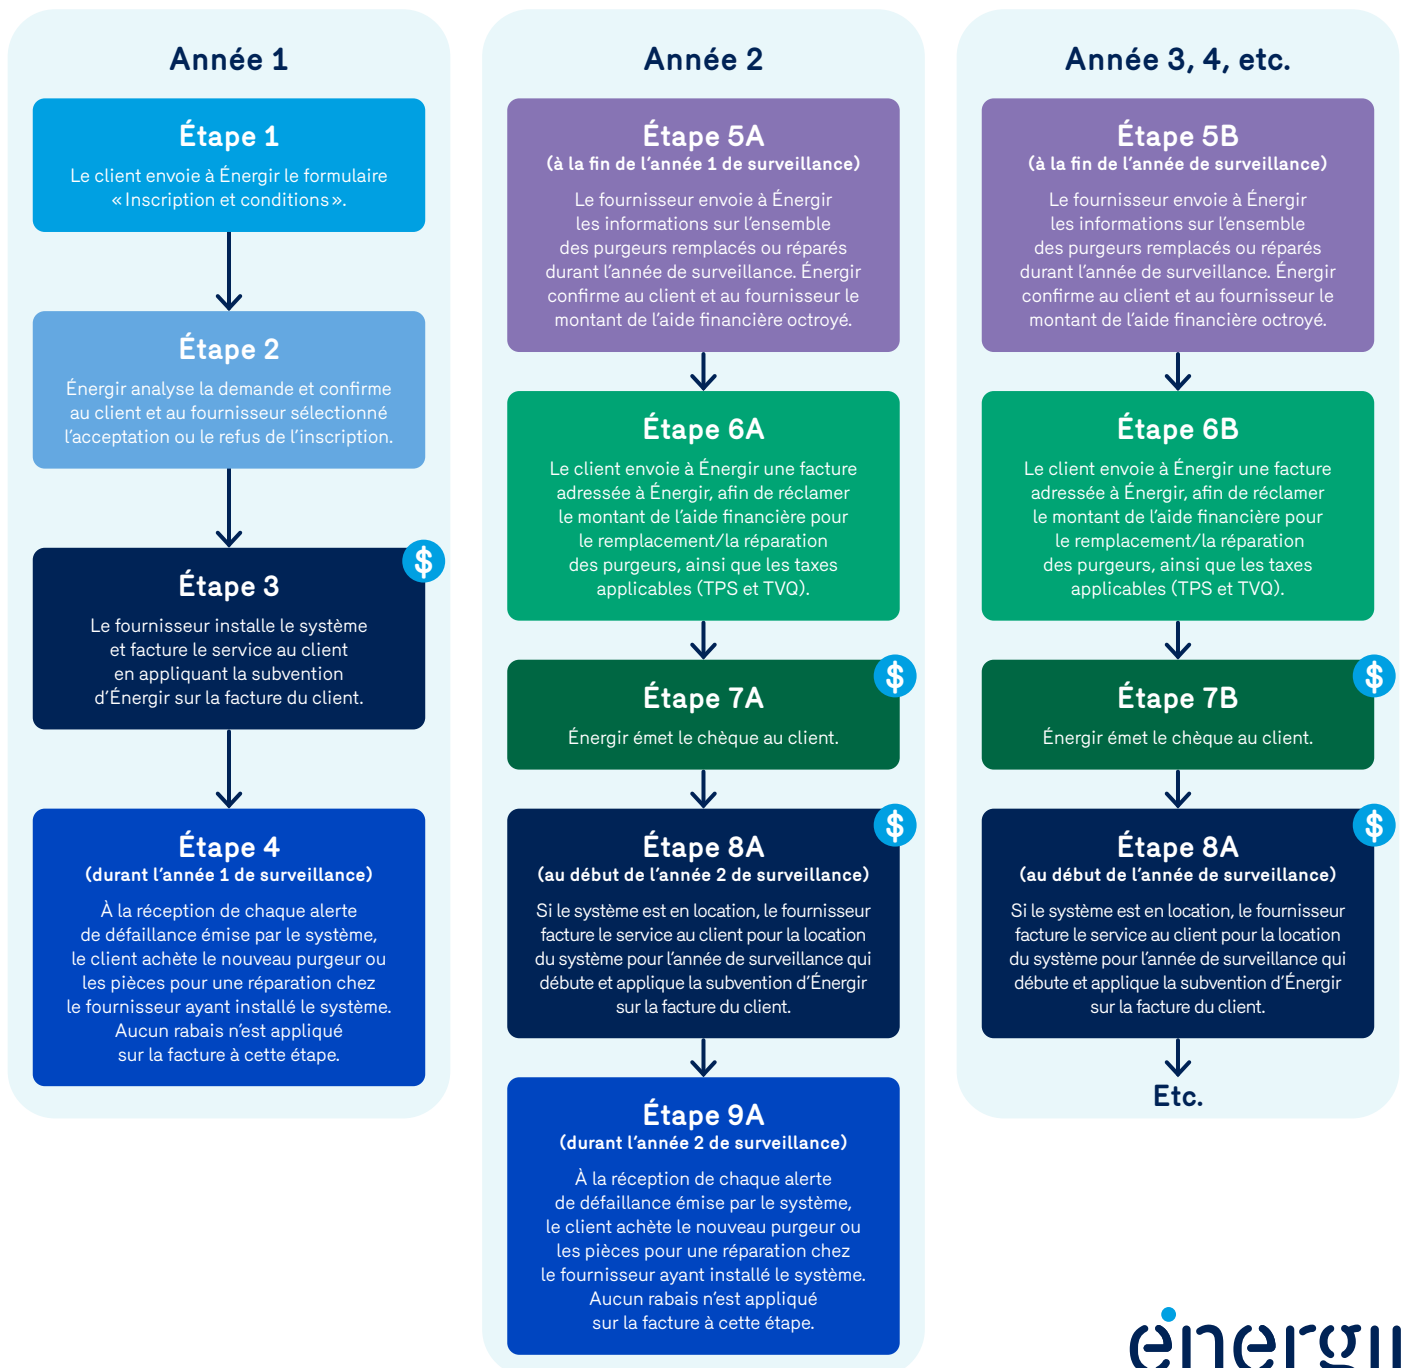 Année 1
Étape 1
Le client envoie à Énergir le formulaire
« Inscription et conditions ».
Étape 2
Énergir analyse la demande et confirme
au client et au fournisseur sélectionné
l'acceptation ou le refus de l'inscription.
$
Étape 3
Le fournisseur installe le système
et facture le service au client
en appliquant la subvention
d'Énergir sur la facture du client.
Étape 4
(durant l'année 1 de surveillance)
À la réception de chaque alerte
de défaillance émise par le système,
le client achète le nouveau purgeur ou
les pièces pour une réparation chez
le fournisseur ayant installé le système.
Aucun rabais n'est appliqué
sur la facture à cette étape.
Année 2
Étape 5A
(à la fin de l'année 1 de surveillance)
Le fournisseur envoie à Énergir
les informations sur l'ensemble
des purgeurs remplacés ou réparés
durant l'année de surveillance. Énergir
confirme au client et au fournisseur le
montant de l'aide financière octroyé.
Étape 6A
Le client envoie à Énergir une facture
adressée à Énergir, afin de réclamer
le montant de l'aide financière pour
le remplacement/la réparation
des purgeurs, ainsi que les taxes
applicables (TPS et TVQ).
$
Étape 7A
Énergir émet le chèque au client.
$
Étape 8A
(au début de l'année 2 de surveillance)
Si le système est en location, le fournisseur
facture le service au client pour la location
du système pour l'année de surveillance qui
débute et applique la subvention d'Énergir
sur la facture du client.
Étape 9A
(durant l'année 2 de surveillance)
À la réception de chaque alerte
de défaillance émise par le système,
le client achète le nouveau purgeur ou
les pièces pour une réparation chez
le fournisseur ayant installé le système.
Aucun rabais n'est appliqué
sur la facture à cette étape.
Année 3, 4, etc.
Étape 5B
(à la fin de l'année de surveillance)
Le fournisseur envoie à Énergir
les informations sur l'ensemble
des purgeurs remplacés ou réparés
durant l'année de surveillance. Énergir
confirme au client et au fournisseur le
montant de l'aide financière octroyé.
Étape 6B
Le client envoie à Énergir une facture
adressée à Énergir, afin de réclamer
le montant de l'aide financière pour
le remplacement/la réparation
des purgeurs, ainsi que les taxes
applicables (TPS et TVQ).
$
Étape 7B
Énergir émet le chèque au client.
$
Étape 8A
(au début de l'année de surveillance)
Si le système est en location, le fournisseur
facture le service au client pour la location
du système pour l'année de surveillance qui
débute et applique la subvention d'Énergir
sur la facture du client.
Etc.